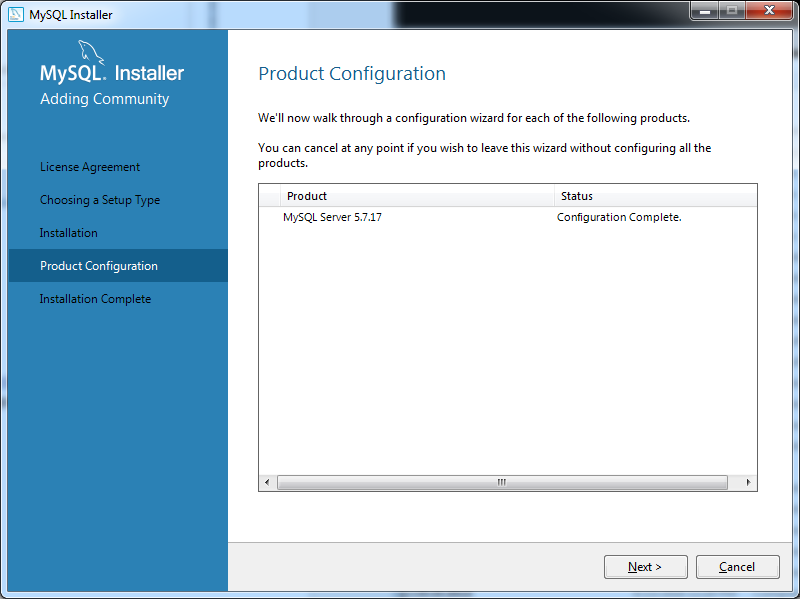 MySQL Installer
MySQL. Installer
Adding Community
License Agreement
Choosing a Setup Type
Installation
Product Configuration
Installation Complete
Product Configuration
We'll now walk through a configuration wizard for each of the following products.
You can cancel at any point if you wish to leave this wizard without configuring all the
products.
Product Status
MySQL Server 5.7.17 Configuration Complete.
Next > Cancel